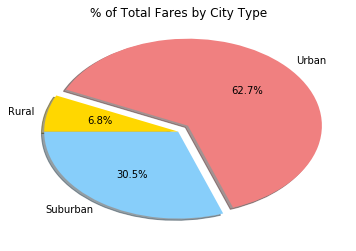 % of Total Fares by City Type
Urban
62.7%
Rural
6.8%
30.5%
Suburban